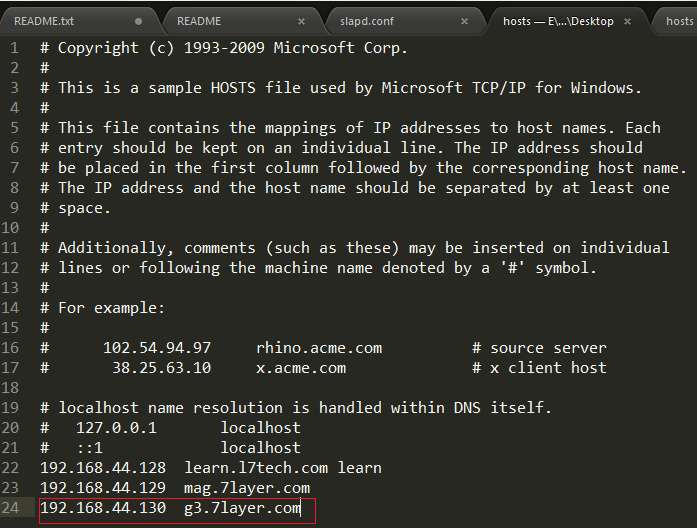 README.txt README slapd.conf hosts — E\...\Desktop hosts
1 # Copyright (c) 1993-2009 Microsoft Corp.
2 #
3 # This is a sample HOSTS file used by Microsoft TCP/IP for Windows.
4 #
5 # This file contains the mappings of IP addresses to host names. Each
6 # entry should be kept on an individual line. The IP address should
7 # be placed in the first column followed by the corresponding host name.
8 # The IP address and the host name should be separated by at least one
9 # space.
10 #
11 # Additionally, comments (such as these) may be inserted on individual
12 # lines or following the machine name denoted by a '#' symbol.
13 #
14 # For example:
15 #
16 #      102.54.94.97     rhino.acme.com          # source server
17 #       38.25.63.10     x.acme.com              # x client host
18
19 # localhost name resolution is handled within DNS itself.
20 #   127.0.0.1       localhost
21 #   ::1             localhost
22 192.168.44.128  learn.l7tech.com learn
23 192.168.44.129  mag.7layer.com
24 192.168.44.130  g3.7layer.com